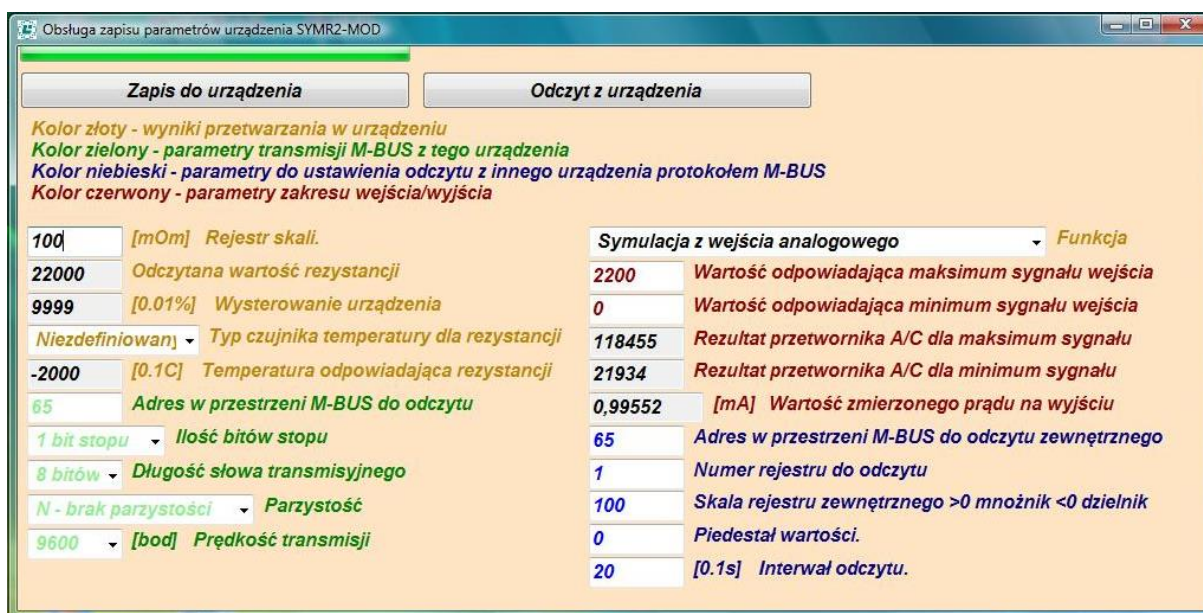 Obsługa zapisu parametrów urządzenia SYMR2-MOD
Zapis do urządzenia
Odczyt z urządzenia
Kolor złoty - wyniki przetwarzania w urządzeniu
Kolor zielony - parametry transmisji M-BUS z tego urządzenia
Kolor niebieski - parametry do ustawienia odczytu z innego urządzenia protokołem M-BUS
Kolor czerwony - parametry zakresu wejścia/wyjścia
100 [mOm] Rejestr skali.
22000 Odczytana wartość rezystancji
9999 [0.01%] Wysterowanie urządzenia
Niezdefiniowany Typ czujnika temperatury dla rezystancji
-2000 [0.1C] Temperatura odpowiadająca rezystancji
65 Adres w przestrzeni M-BUS do odczytu
1 bit stopu Ilość bitów stopu
8 bitów Długość słowa transmisyjnego
N - brak parzystości Parzystość
9600 [bod] Prędkość transmisji
Symulacja z wejścia analogowego Funkcja
2200 Wartość odpowiadająca maksimum sygnału wejścia
0 Wartość odpowiadająca minimum sygnału wejścia
118455 Rezultat przetwornika A/C dla maksimum sygnału
21934 Rezultat przetwornika A/C dla minimum sygnału
0,99552 [mA] Wartość zmierzonego prądu na wyjściu
65 Adres w przestrzeni M-BUS do odczytu zewnętrznego
1 Numer rejestru do odczytu
100 Skala rejestru zewnętrznego >0 mnożnik <0 dzielnik
0 Piedestał wartości.
20 [0.1s] Interwał odczytu.